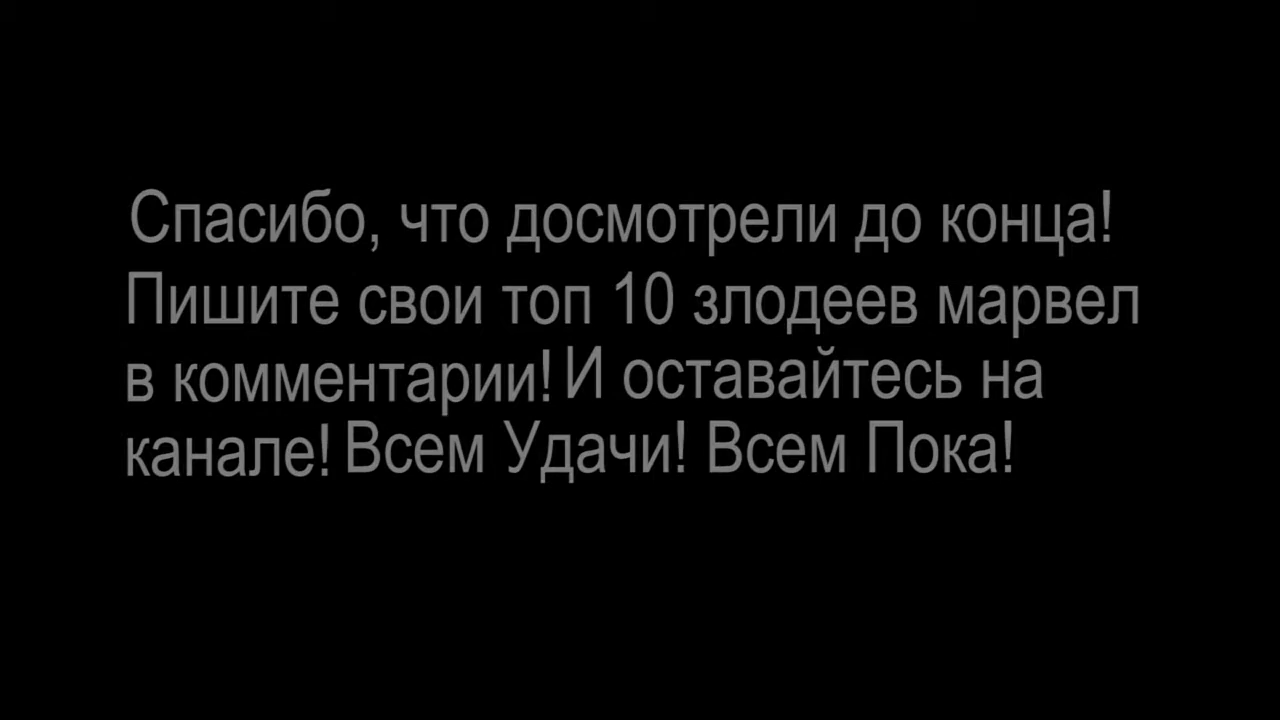 Спасибо, что досмотрели до конца!
Пишите свои топ 10 злодеев марвел
в комментарии! И оставайтесь на
канале! Всем Удачи! Всем Пока!